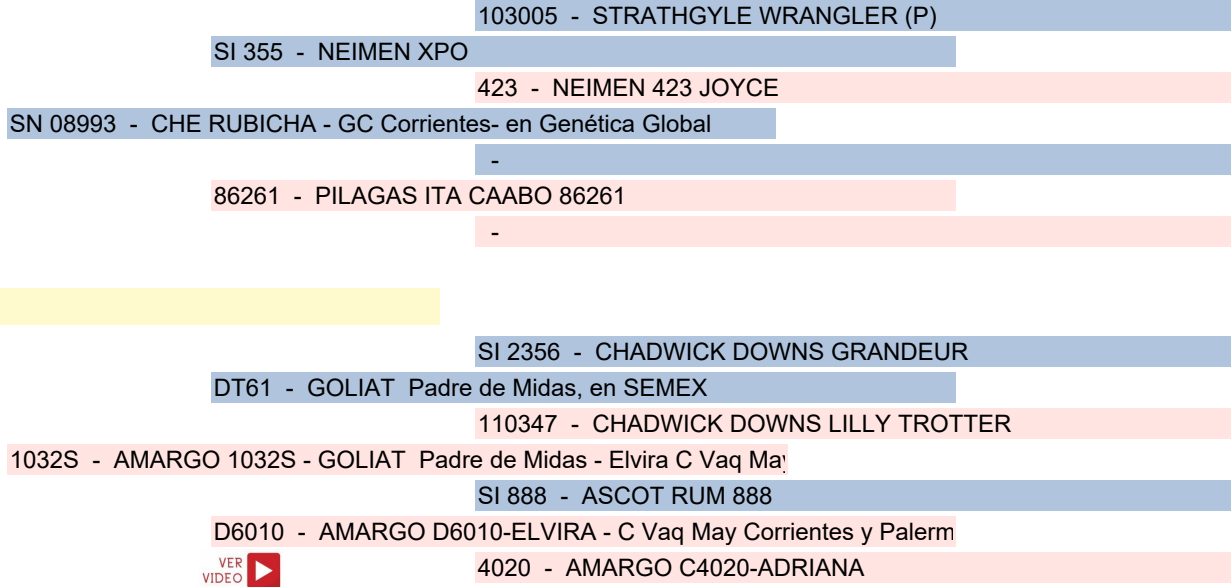 103005 - STRATHGYLE WRANGLER (P)
SI 355 - NEIMEN XPO
423 - NEIMEN 423 JOYCE
SN 08993 - CHE RUBICHA - GC Corrientes- en Genética Global
-
86261 - PILAGAS ITA CAABO 86261
-
SI 2356 - CHADWICK DOWNS GRANDEUR
DT61 - GOLIAT Padre de Midas, en SEMEX
110347 - CHADWICK DOWNS LILLY TROTTER
1032S - AMARGO 1032S - GOLIAT Padre de Midas - Elvira C Vaq May
SI 888 - ASCOT RUM 888
D6010 - AMARGO D6010-ELVIRA - C Vaq May Corrientes y Palerm
VER
VIDEO
4020 - AMARGO C4020-ADRIANA